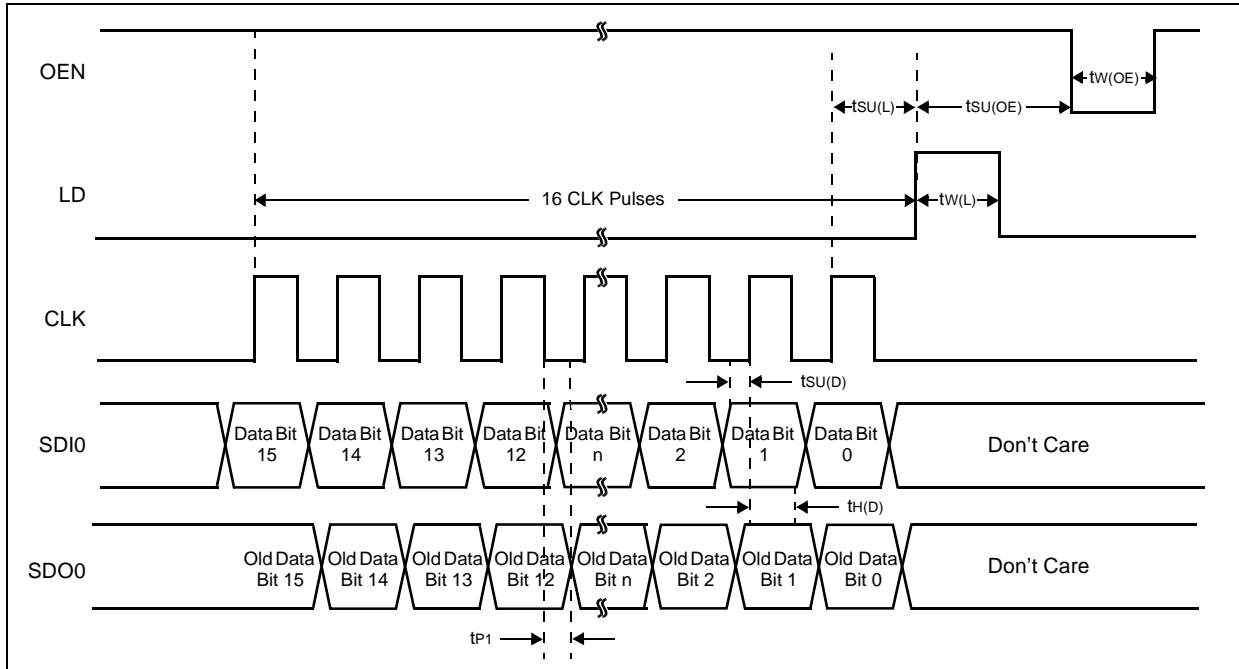 OEN
tW(OE)
tSU(L)
tSU(OE)
LD
16 CLK Pulses
tW(L)
CLK
tSU(D)
SDI0
Data Bit
15
Data Bit
14
Data Bit
13
Data Bit
12
Data Bit
n
Data Bit
2
Data Bit
1
Data Bit
0
Don't Care
tH(D)
SDO0
Old Data
Bit 15
Old Data
Bit 14
Old Data
Bit 13
Old Data
Bit 12
Old Data
Bit n
Old Data
Bit 2
Old Data
Bit 1
Old Data
Bit 0
Don't Care
tP1